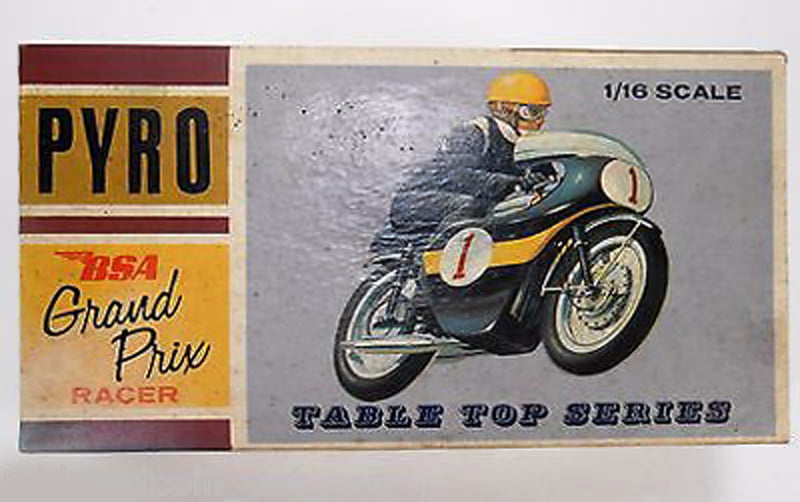 PYRO
BSA
Grand
Prix
RACER
1/16 SCALE
1
1
TABLE TOP SERIES